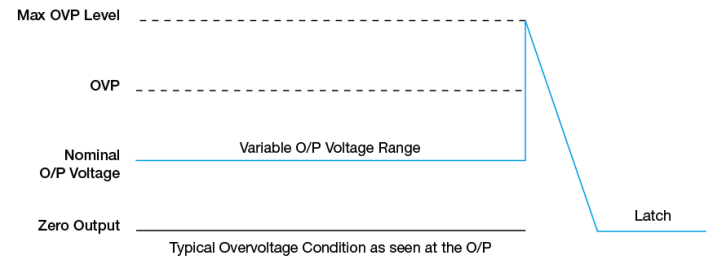 Max OVP Level
OVP
Variable O/P Voltage Range
Nominal
O/P Voltage
Zero Output
Latch
Typical Overvoltage Condition as seen at the O/P